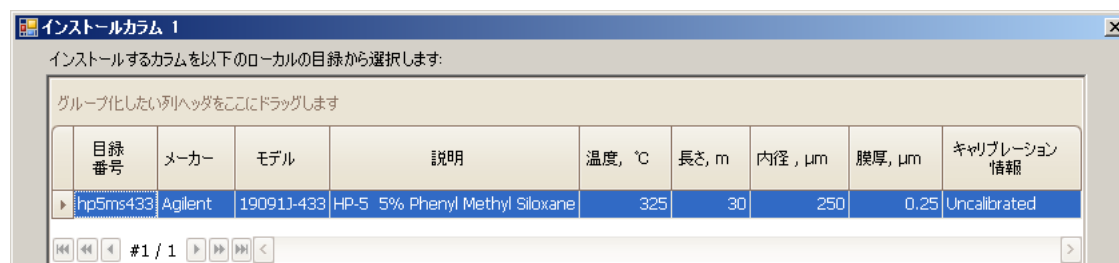 インストールカラム 1
インストールするカラムを以下のローカルの目録から選択します:
グループ化したい列ヘッダをここにドラッグします
目録番号 メーカー モデル 説明 温度, ℃ 長さ, m 内径 , μm 膜厚, μm キャリブレーション情報
hp5ms433 Agilent 19091J-433 HP-5 5% Phenyl Methyl Siloxane 325 30 250 0.25 Uncalibrated
#1 / 1